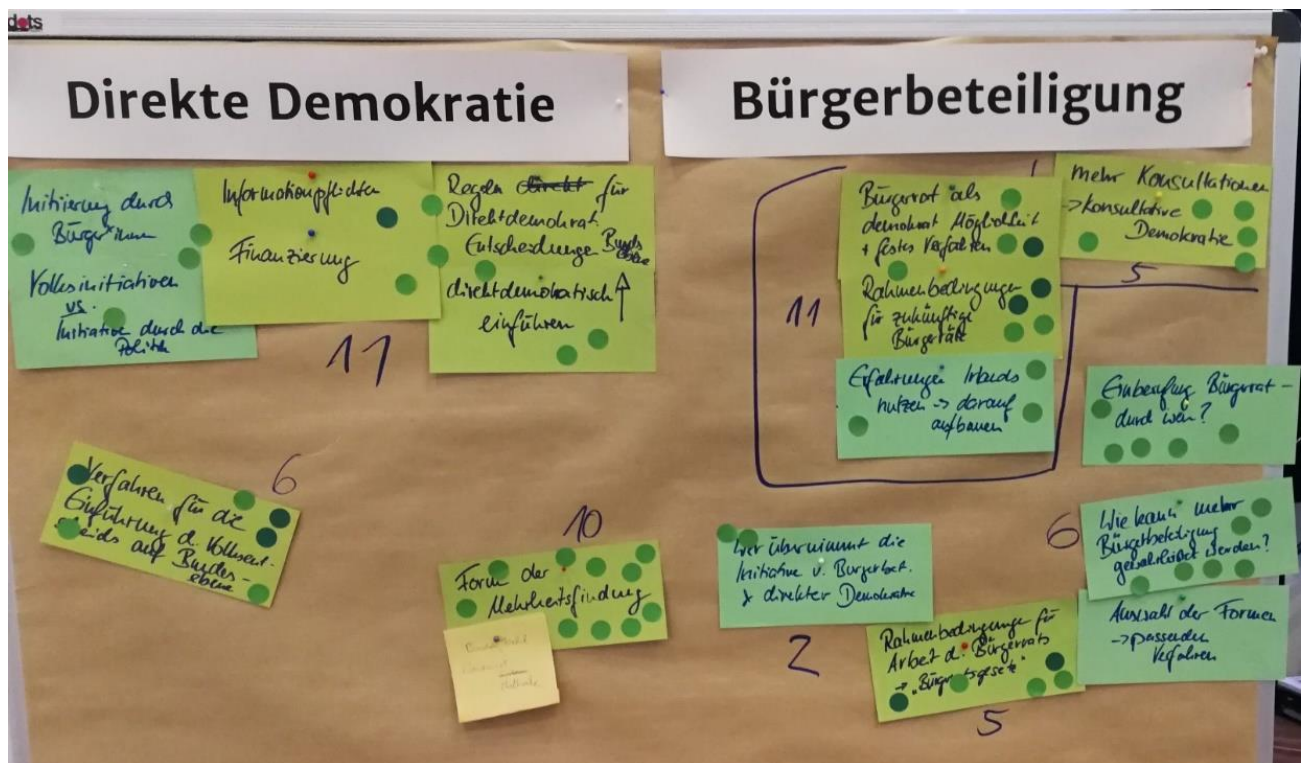 dots
Direkte Demokratie
Initiierung durch
Bürger*innen
Volksinitiativen
vs.
Initiative durch die
Politik
Informationspflichten
Finanzierung
Regeln direkt für
Direktdemokrat.
Entscheidunge Bundesebene
direktdemokratisch
einführen
11
Verfahren für die
Einführung d. Volksent-
scheids auf Bundes-
ebene
6
10
Form der
Mehrheitsfindung
Bürgerbeteiligung
11
Bürgerrat als
demokrat Möglichkeit
+ festes Verfahren
Rahmenbedingungen
für zukünftige
Bürgerräte
Erfahrungen Irlands
nutzen -> darauf
aufbauen
mehr Konsultationen
-> Konsultative
Demokratie
5
Einberufung Bürgerrat -
durch wen?
6
Wie kann mehr
Bürgerbeteiligung
gewährleistet werden?
Auswahl der Formen
-> passenden
Verfahren
Wer übernimmt die
Initiative v. Bürgerbet.
& direkter Demokratie
2
Rahmenbedingungen für
Arbeit d. Bürgerrats
-> "Bürgerratsgesetz"
5